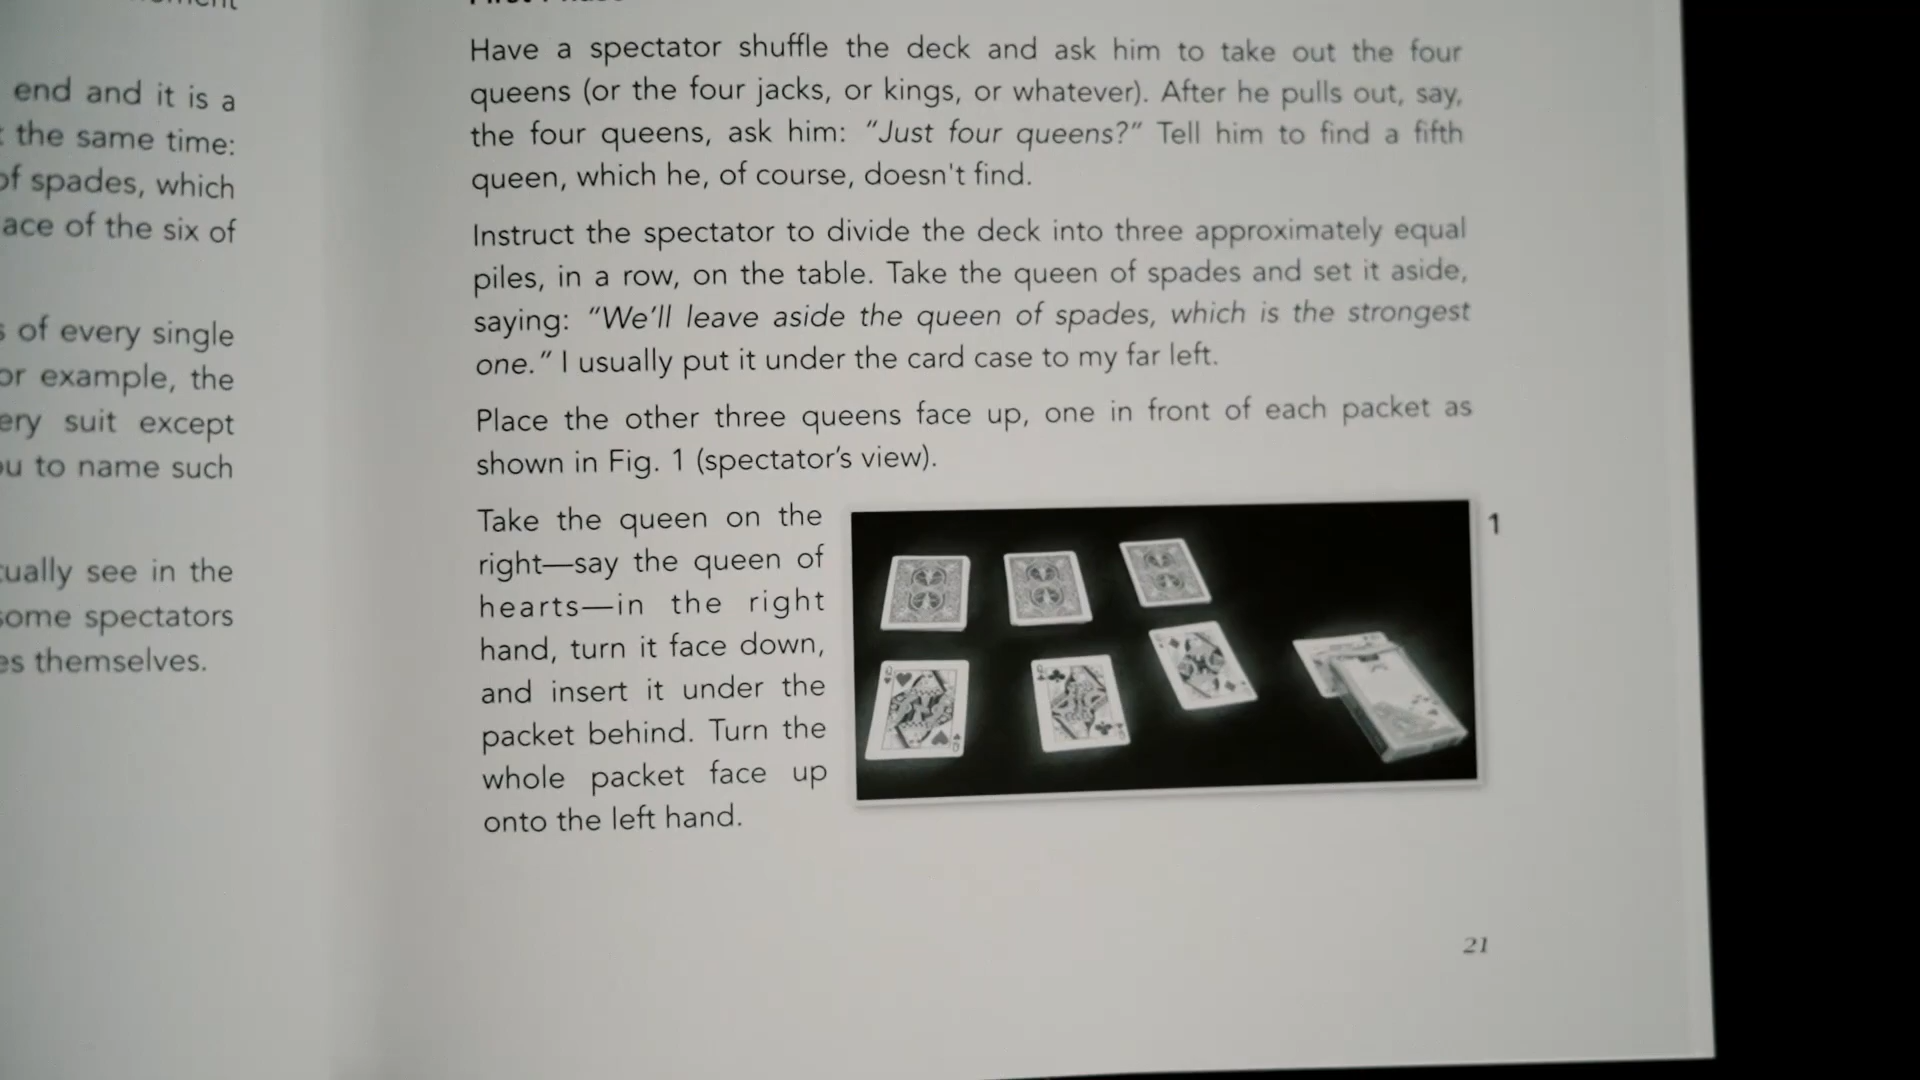 end and it is a
the same time:
of spades, which
ace of the six of
of every single
or example, the
ery suit except
ou to name such
tually see in the
some spectators
es themselves.
Have a spectator shuffle the deck and ask him to take out the four
queens (or the four jacks, or kings, or whatever). After he pulls out, say,
the four queens, ask him: "Just four queens?" Tell him to find a fifth
queen, which he, of course, doesn't find.
Instruct the spectator to divide the deck into three approximately equal
piles, in a row, on the table. Take the queen of spades and set it aside,
saying: "We'll leave aside the queen of spades, which is the strongest
one." I usually put it under the card case to my far left.
Place the other three queens face up, one in front of each packet as
shown in Fig. 1 (spectator's view).
Take the queen on the
right—say the queen of
hearts—in the right
hand, turn it face down,
and insert it under the
packet behind. Turn the
whole packet face up
onto the left hand.
1
21